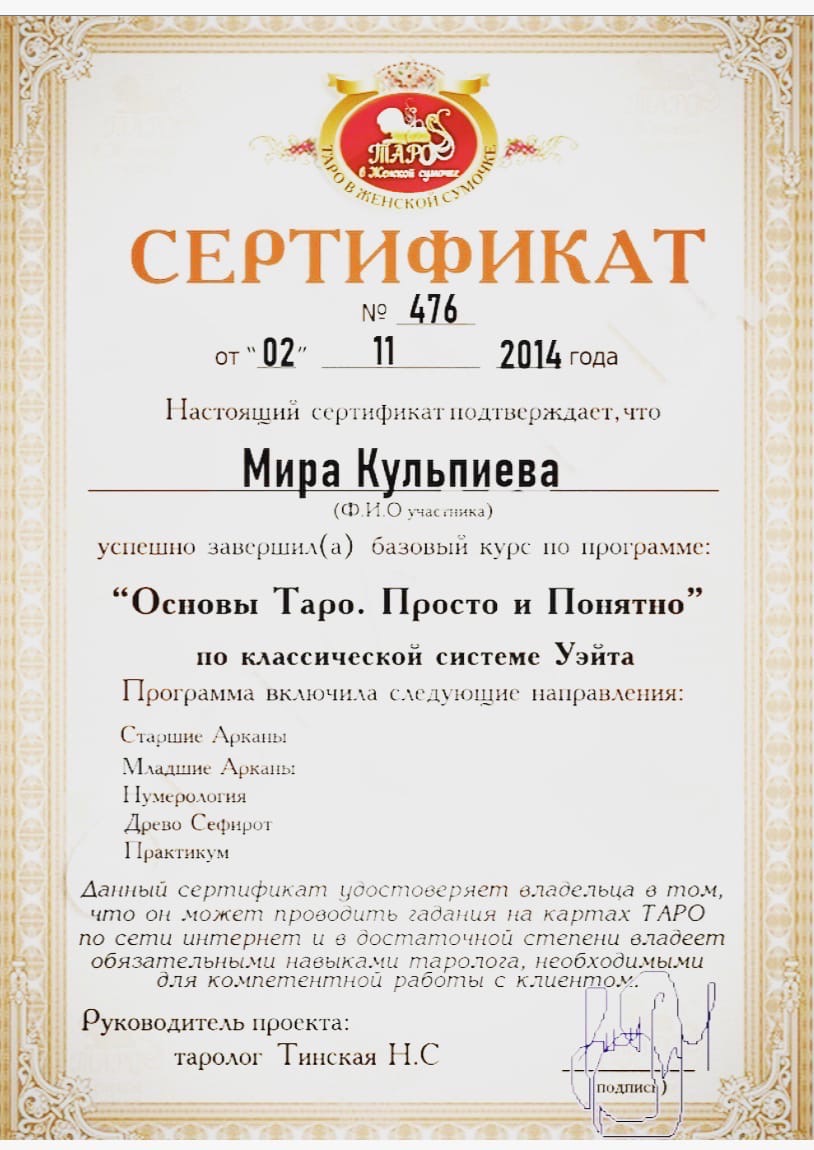 ТАРО
в Женской сумочке
ТАРО В ЖЕНСКОЙ СУМОЧКЕ
СЕРТИФИКАТ
№ 476
от “02” 11 2014 года
Настоящий сертификат подтверждает, что
Мира Кульпиева
(Ф.И.О участника)
успешно завершил(а) базовый курс по программе:
“Основы Таро. Просто и Понятно”
по классической системе Уэйта
Программа включила следующие направления:
Старшие Арканы
Младшие Арканы
Нумерология
Древо Сефирот
Практикум
Данный сертификат удостоверяет владельца в том,
что он может проводить гадания на картах ТАРО
по сети интернет и в достаточной степени владеет
обязательными навыками таролога, необходимыми
для компетентной работы с клиентом.
Руководитель проекта:
таролог Тинская Н.С
подпись)